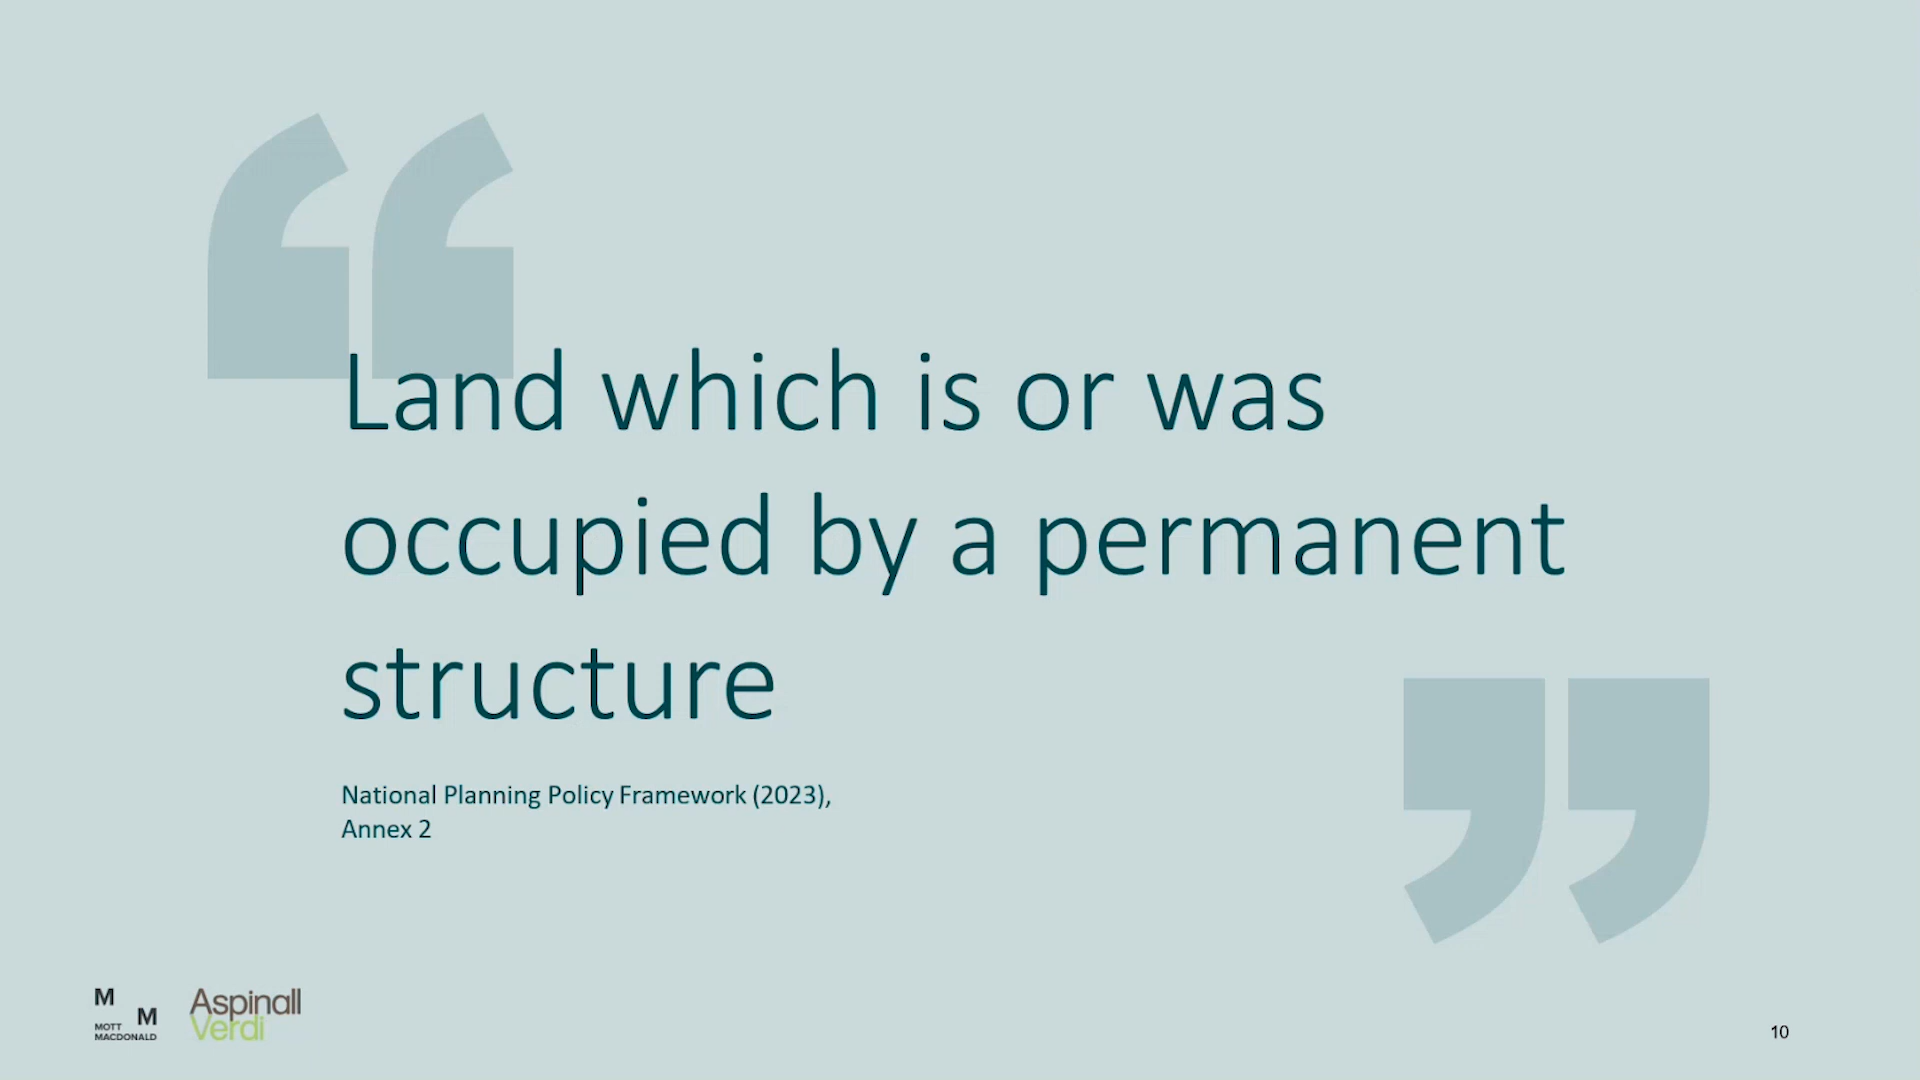 Land which is or was
occupied by a permanent
structure
National Planning Policy Framework (2023),
Annex 2
M
M
MOTT
MACDONALD
Aspinall
Verdi
10